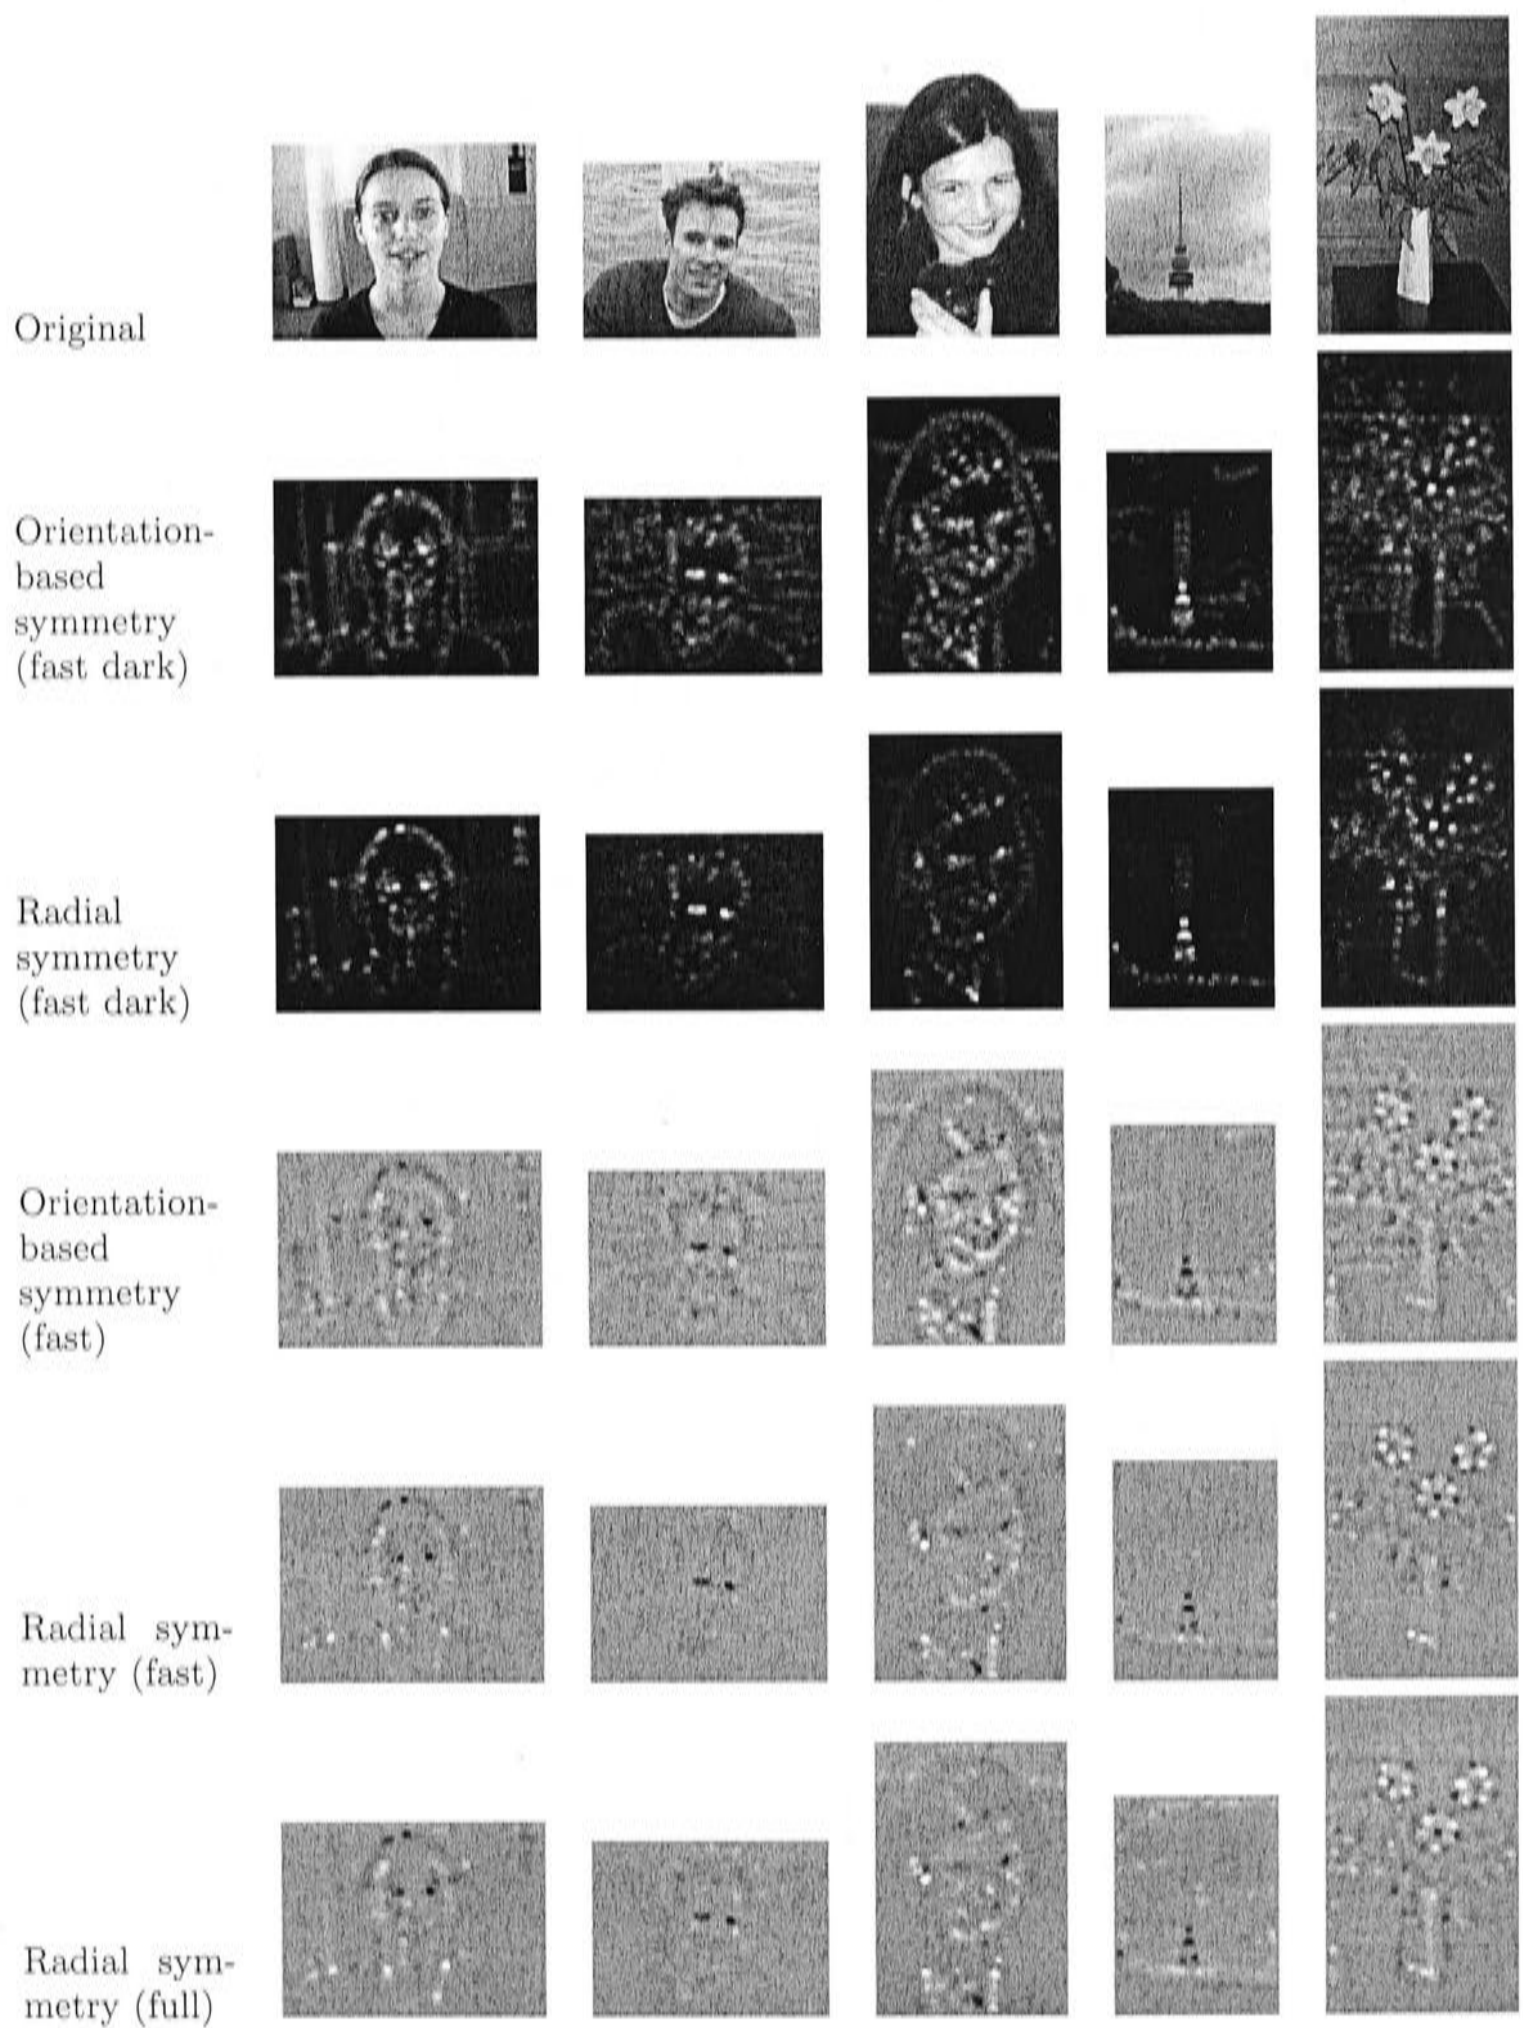 Original
Orientation-
based
symmetry
(fast dark)
Radial
symmetry
(fast dark)
Orientation-
based
symmetry
(fast)
Radial sym-
metry (fast)
Radial sym-
metry (full)